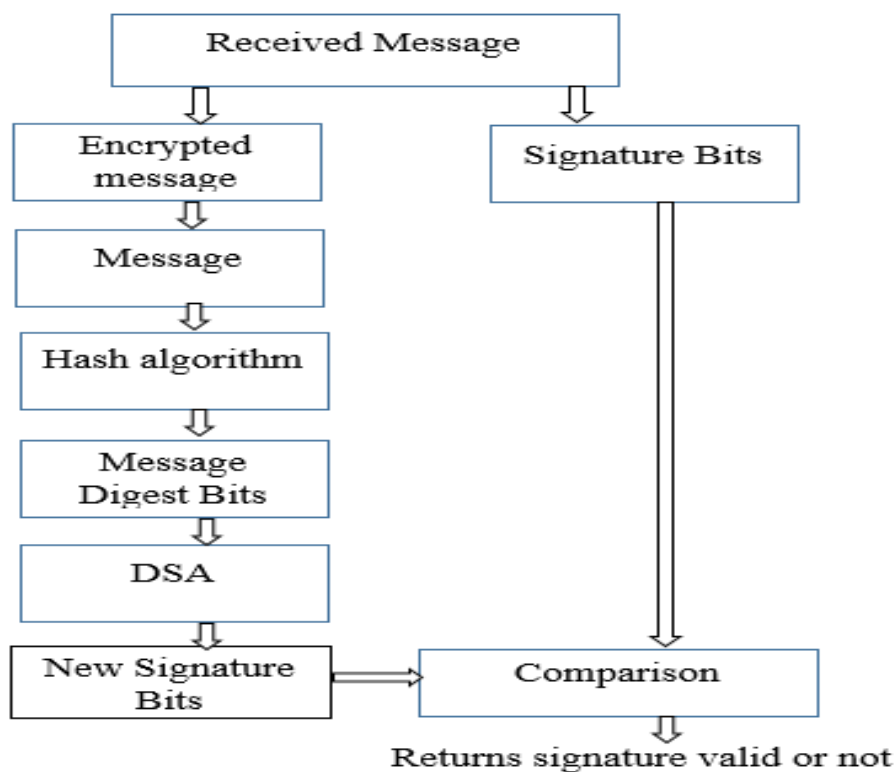 Received Message
Encrypted
message
Signature Bits
Message
Hash algorithm
Message
Digest Bits
DSA
New Signature
Bits
Comparison
Returns signature valid or not